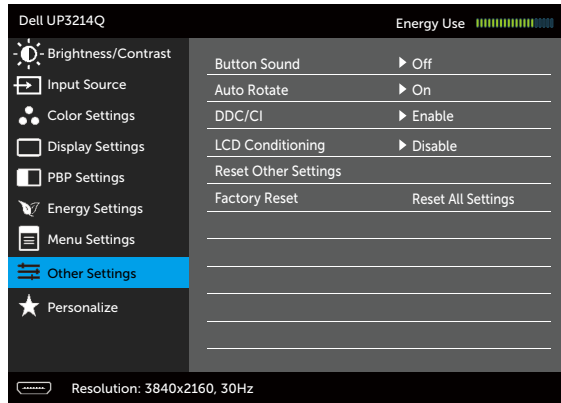 Dell UP3214Q
Energy Use
Brightness/Contrast
Input Source
Color Settings
Display Settings
PBP Settings
Energy Settings
Menu Settings
Other Settings
Personalize
Button Sound Off
Auto Rotate On
DDC/CI Enable
LCD Conditioning Disable
Reset Other Settings
Factory Reset Reset All Settings
Resolution: 3840x2160, 30Hz